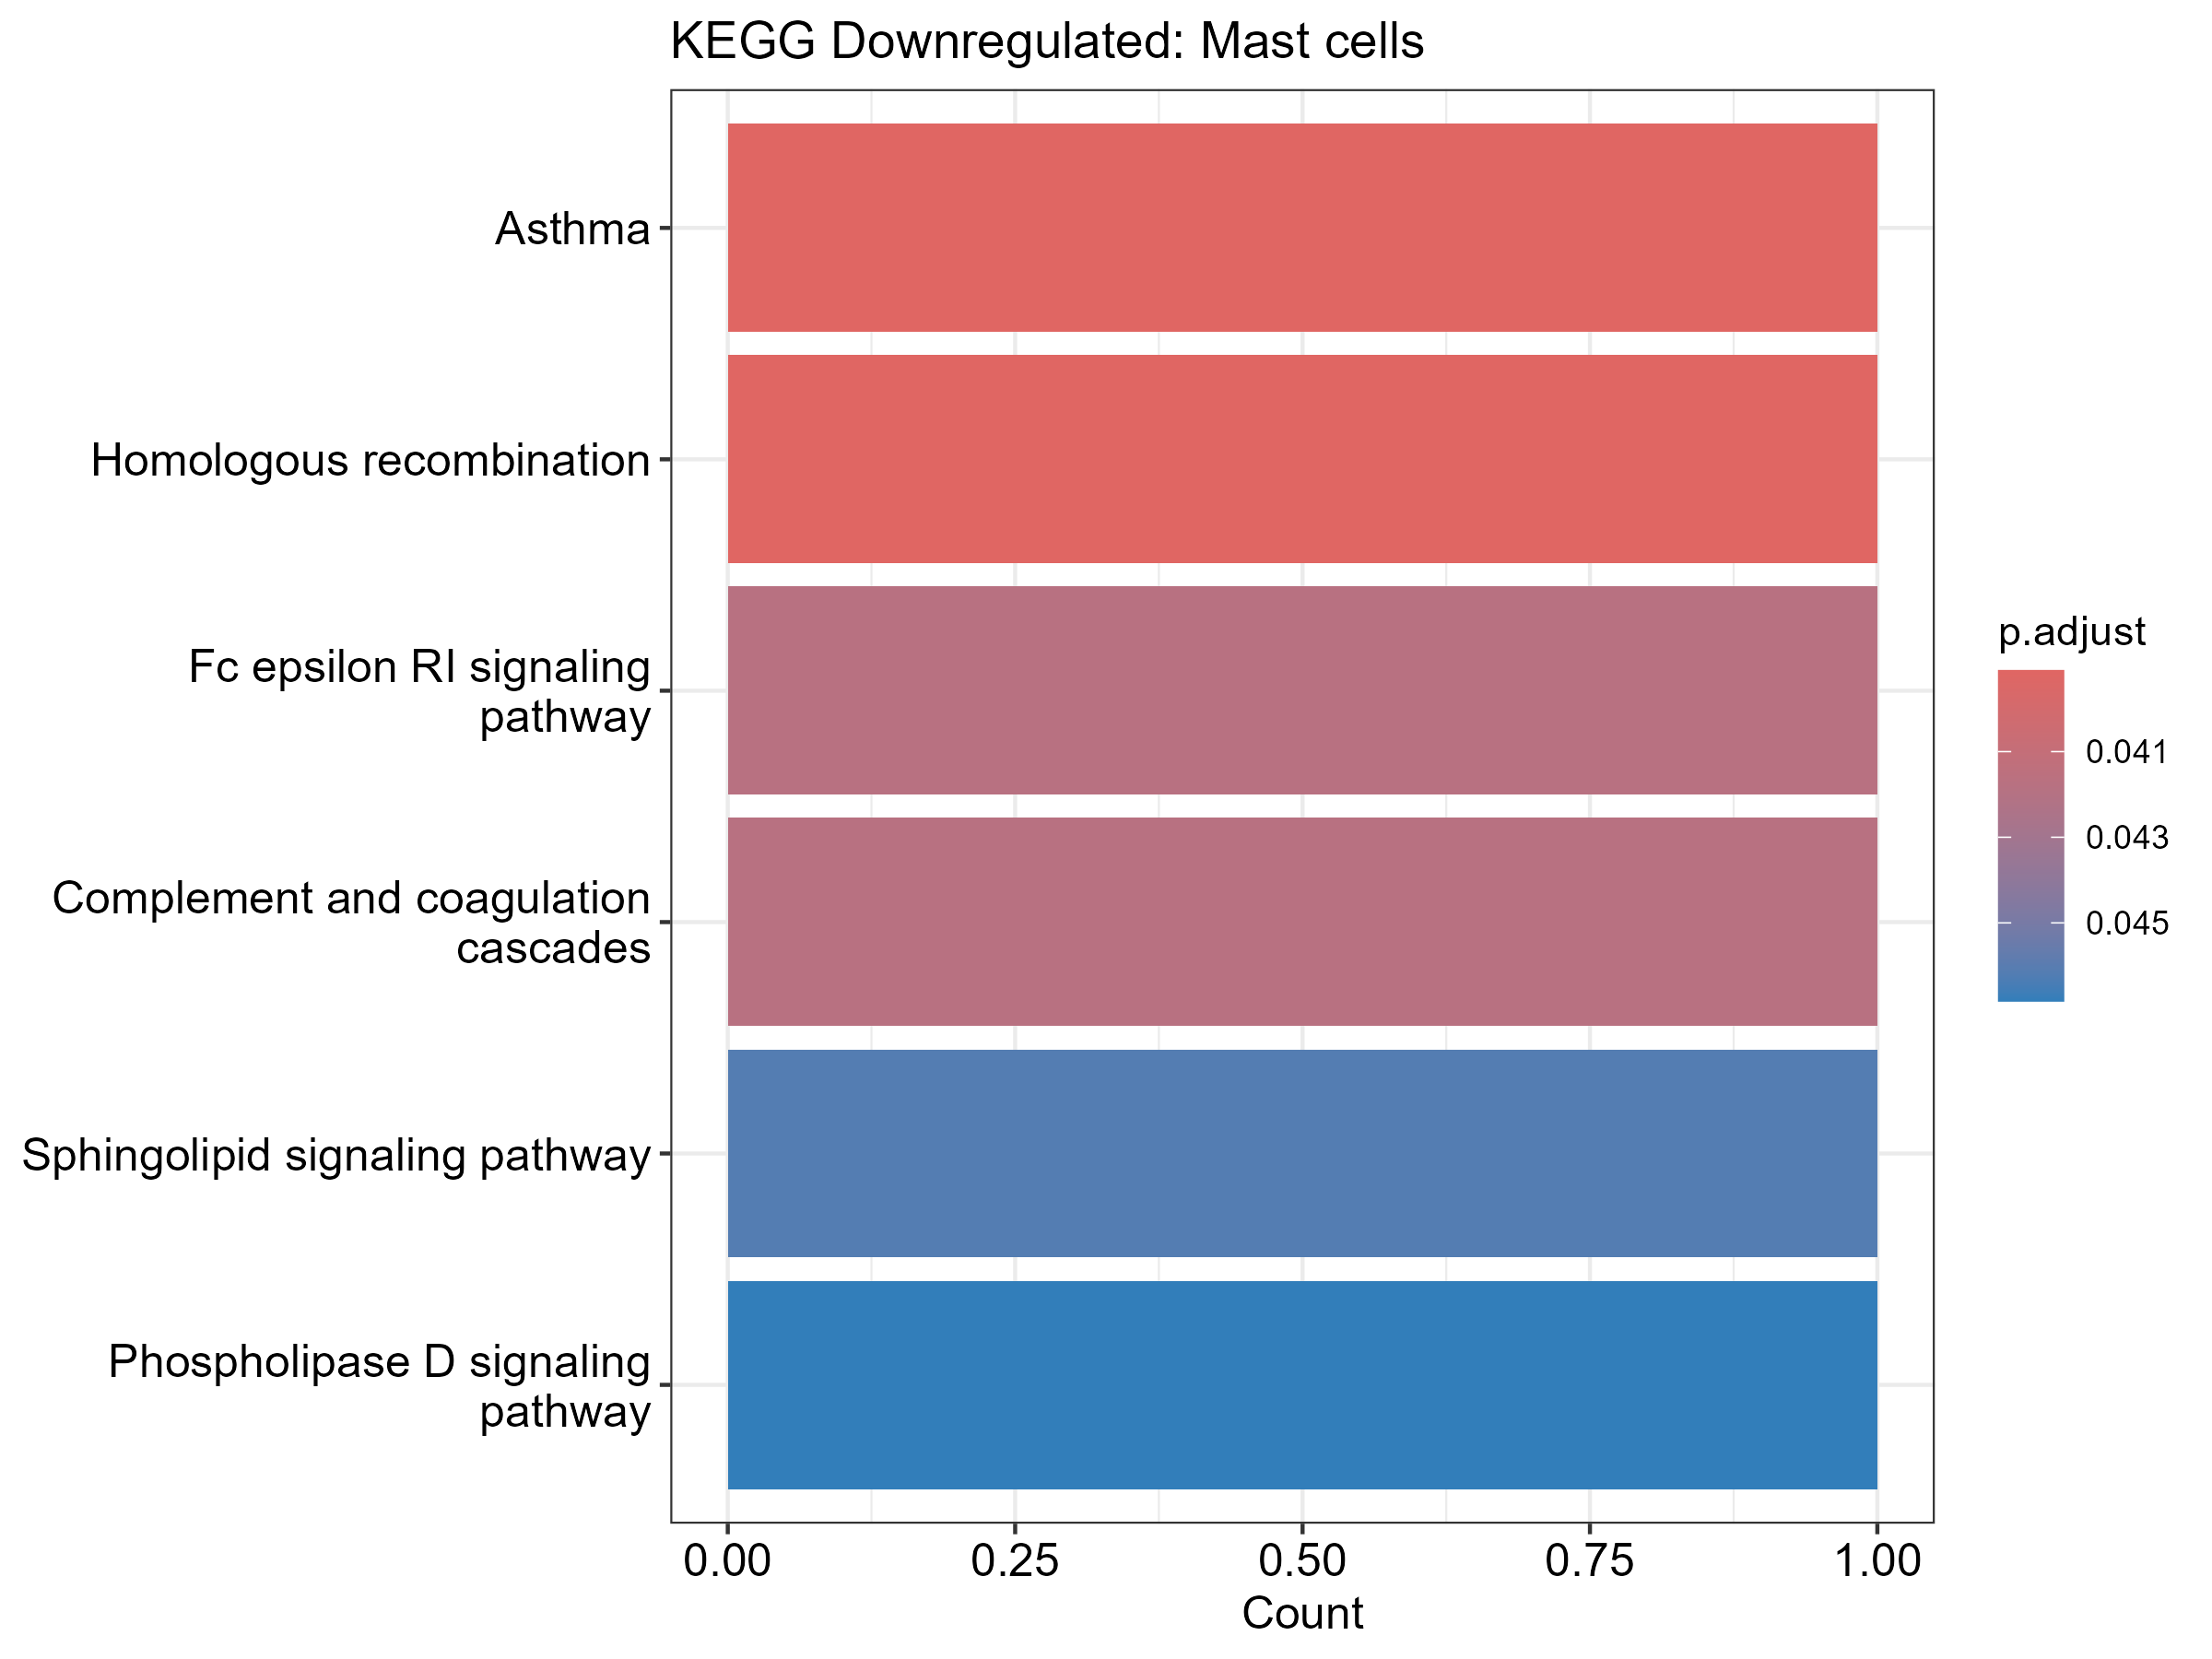 KEGG Downregulated: Mast cells
Asthma
Homologous recombination
Fc epsilon RI signaling
pathway
Complement and coagulation
cascades
Sphingolipid signaling pathway
Phospholipase D signaling
pathway
0.00 0.25 0.50 0.75 1.00
Count
p.adjust
0.041
0.043
0.045